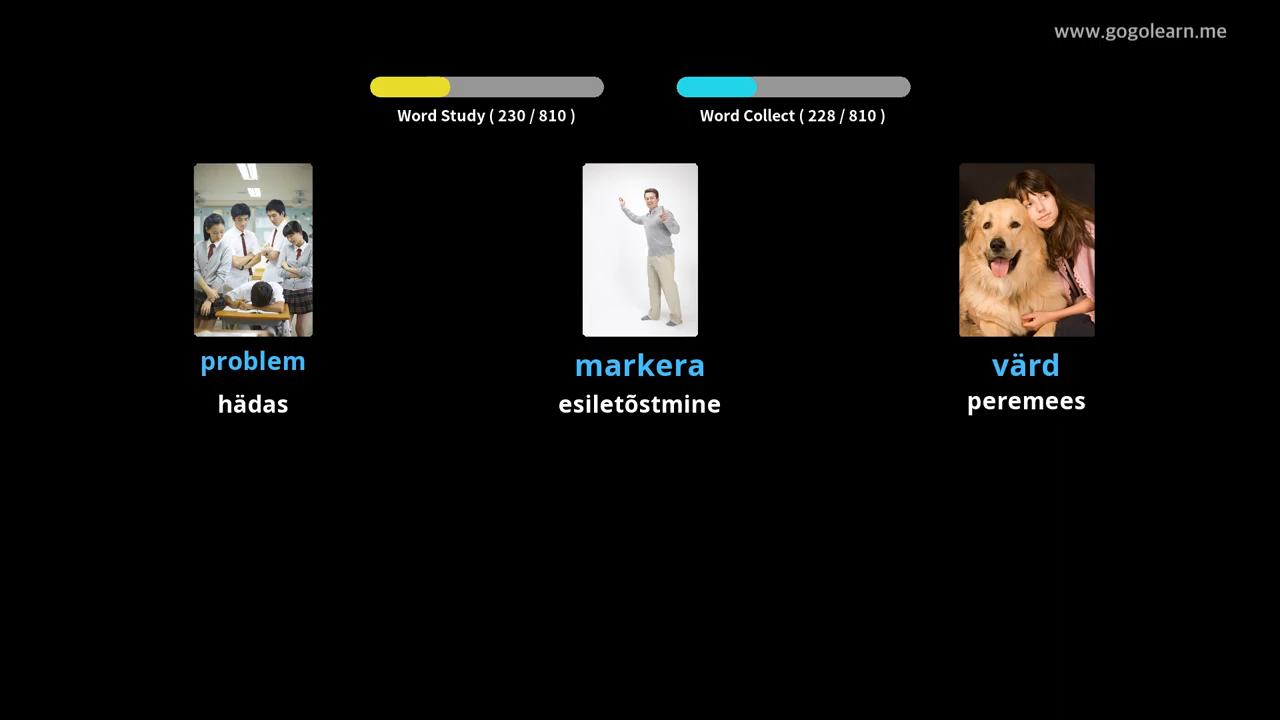 www.gogolearn.me
Word Study ( 230 / 810 )
Word Collect ( 228 / 810 )
problem
hädas
markera
esiletõstmine
värd
peremees